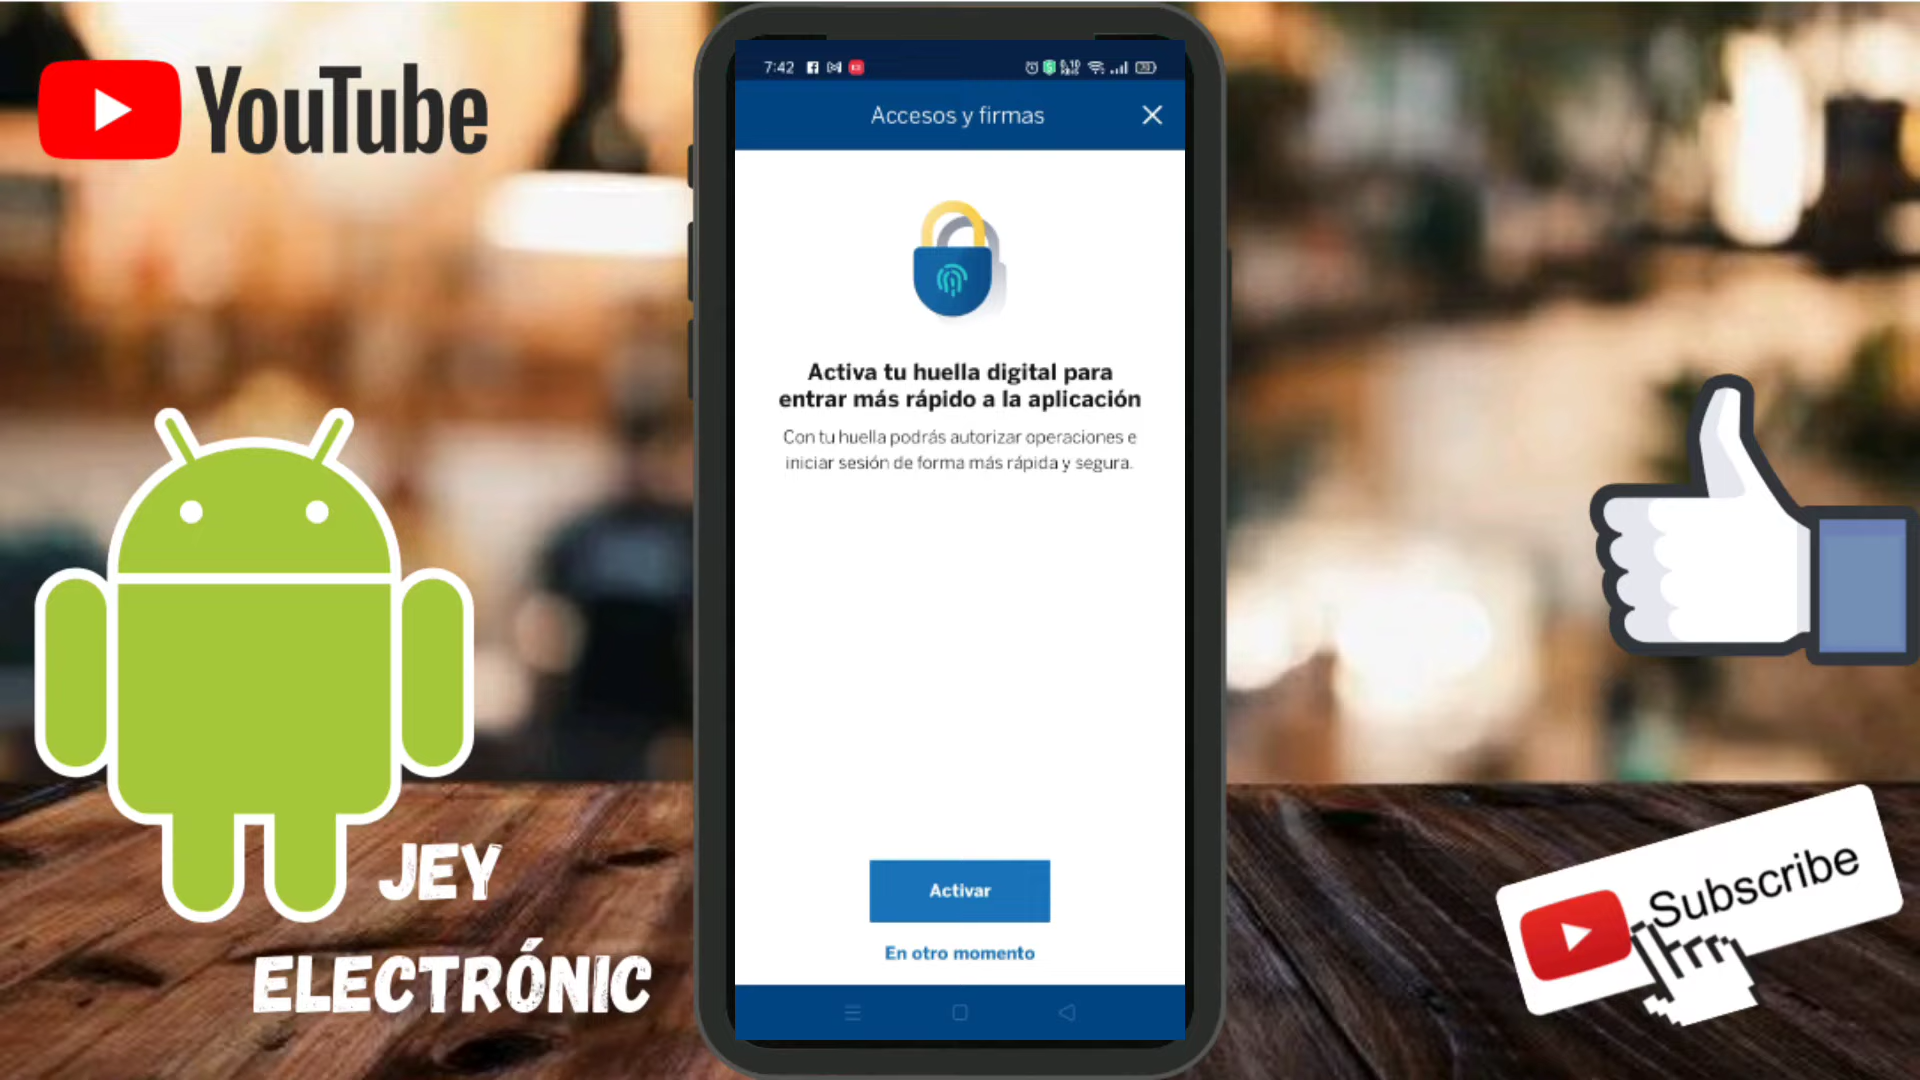 YouTube
7:42
Accesos y firmas
Activa tu huella digital para
entrar más rápido a la aplicación
Con tu huella podrás autorizar operaciones e
iniciar sesión de forma más rápida y segura.
Activar
En otro momento
JEY
ELECTRÓNIC
Subscribe